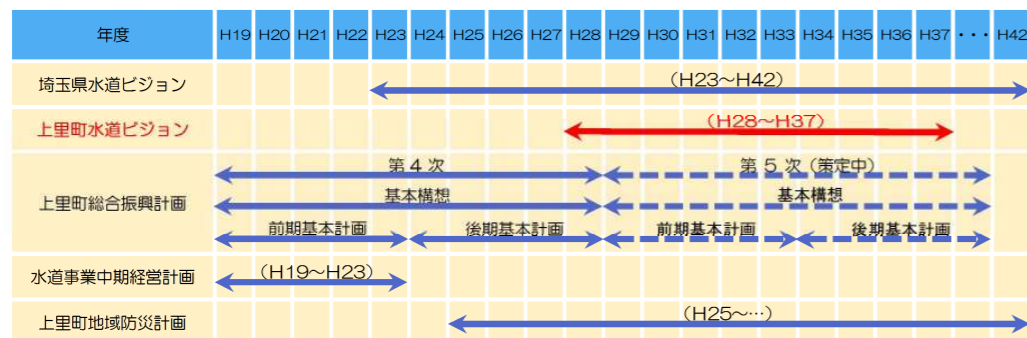 年度 H19 H20 H21 H22 H23 H24 H25 H26 H27 H28 H29 H30 H31 H32 H33 H34 H35 H36 H37 ・・・ H42
埼玉県水道ビジョン (H23～H42)
上里町水道ビジョン (H28～H37)
第4次 第5次(策定中)
上里町総合振興計画 基本構想 基本構想
前期基本計画 後期基本計画 前期基本計画 後期基本計画
水道事業中期経営計画 (H19～H23)
上里町地域防災計画 (H25～…)